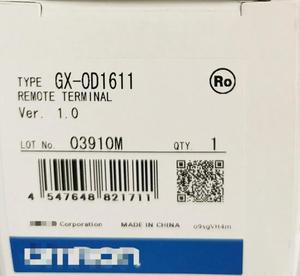 TYPE GX-OD1611
Ro
REMOTE TERMINAL
Ver. 1.0
LOT No. 03910M QTY. 1
4 547648 821711
Corporation MADE IN CHINA o9sgVH4m